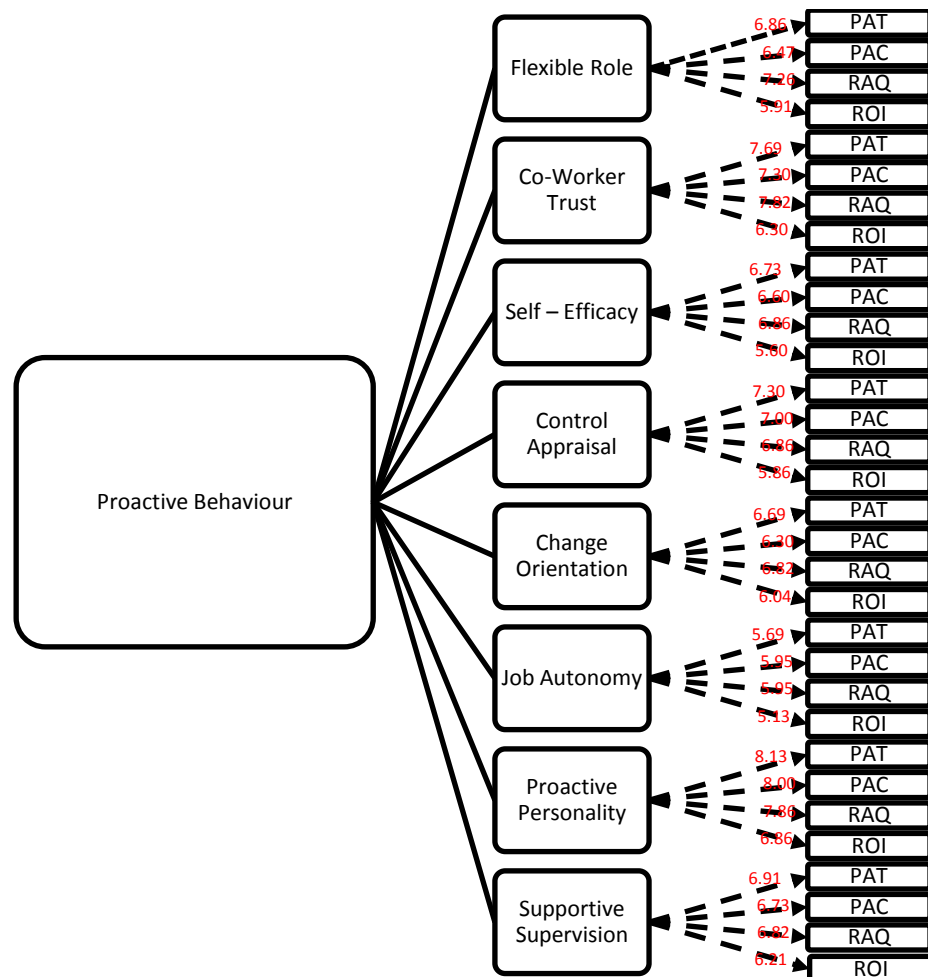 Proactive Behaviour
Flexible Role
6.86
PAT
6.47
PAC
7.26
RAQ
5.91
ROI
Co-Worker
Trust
7.69
PAT
7.30
PAC
7.82
RAQ
6.30
ROI
Self – Efficacy
6.73
PAT
6.60
PAC
6.86
RAQ
5.60
ROI
Control
Appraisal
7.30
PAT
7.00
PAC
6.86
RAQ
5.86
ROI
Change
Orientation
6.69
PAT
6.30
PAC
6.82
RAQ
6.04
ROI
Job Autonomy
5.69
PAT
5.95
PAC
5.95
RAQ
5.13
ROI
Proactive
Personality
8.13
PAT
8.00
PAC
7.86
RAQ
6.86
ROI
Supportive
Supervision
6.91
PAT
6.73
PAC
6.82
RAQ
6.21
ROI